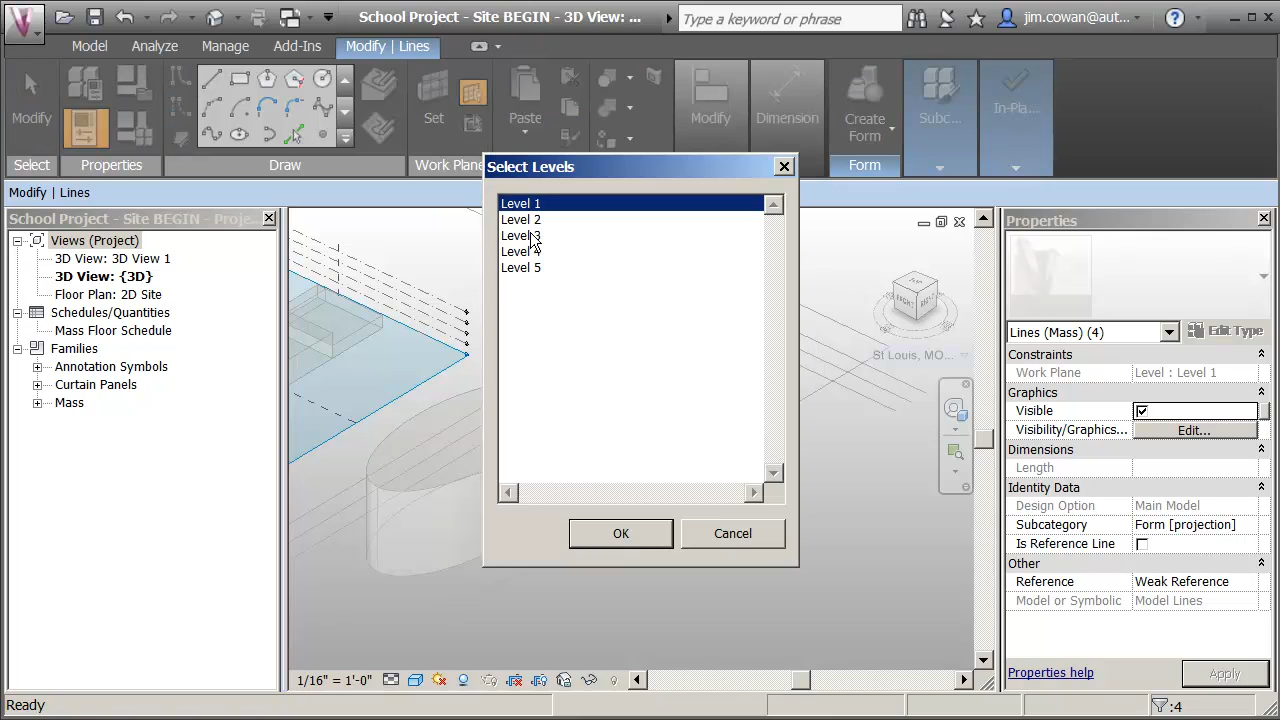 School Project - Site BEGIN - 3D View: ...
Type a keyword or phrase
jim.cowan@aut...
Model
Analyze
Manage
Add-Ins
Modify | Lines
Modify
Set
Paste
Modify
Dimension
Create
Form
Subc...
In-Pla...
Select
Properties
Draw
Work Plane
Form
Modify | Lines
School Project - Site BEGIN - Proje...
Views (Project)
3D View: 3D View 1
3D View: {3D}
Floor Plan: 2D Site
Schedules/Quantities
Mass Floor Schedule
Families
Annotation Symbols
Curtain Panels
Mass
Select Levels
Level 1
Level 2
Level 3
Level 4
Level 5
OK
Cancel
St Louis, MO...
Properties
Lines (Mass) (4)
Edit Type
Constraints
Work Plane Level : Level 1
Graphics
Visible
Visibility/Graphics... Edit...
Dimensions
Length
Identity Data
Design Option Main Model
Subcategory Form [projection]
Is Reference Line
Other
Reference Weak Reference
Model or Symbolic Model Lines
Properties help
Apply
1/16" = 1'-0"
Ready
:4